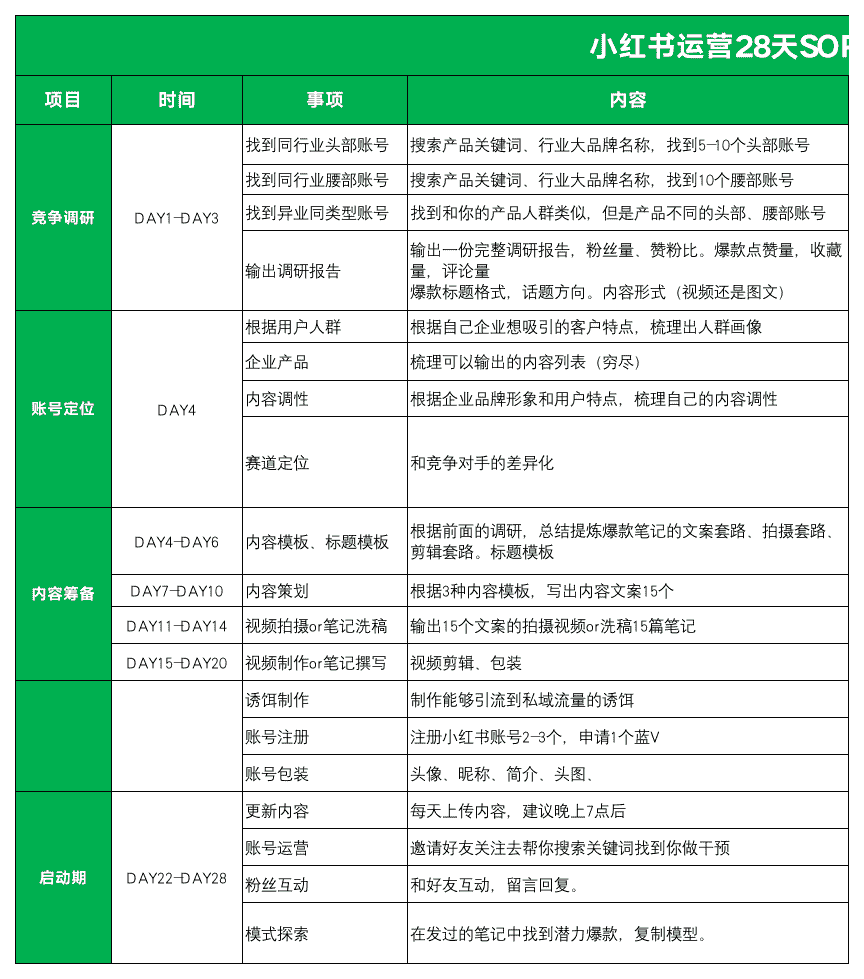 小红书运营28天SOP
项目 时间 事项 内容
竞争调研 DAY1-DAY3 找到同行业头部账号 搜索产品关键词、行业大品牌名称，找到5-10个头部账号
找到同行业腰部账号 搜索产品关键词、行业大品牌名称，找到10个腰部账号
找到异业同类型账号 找到和你的产品人群类似，但是产品不同的头部、腰部账号
输出调研报告 输出一份完整调研报告，粉丝量、赞粉比。爆款点赞量，收藏
量，评论量
爆款标题格式，话题方向。内容形式（视频还是图文）
账号定位 DAY4 根据用户人群 根据自己企业想吸引的客户特点，梳理出人群画像
企业产品 梳理可以输出的内容列表（穷尽）
内容调性 根据企业品牌形象和用户特点，梳理自己的内容调性
赛道定位 和竞争对手的差异化
内容筹备 DAY4-DAY6 内容模板、标题模板 根据前面的调研，总结提炼爆款笔记的文案套路、拍摄套路、
剪辑套路。标题模板
DAY7-DAY10 内容策划 根据3种内容模板，写出内容文案15个
DAY11-DAY14 视频拍摄or笔记洗稿 输出15个文案的拍摄视频or洗稿15篇笔记
DAY15-DAY20 视频制作or笔记撰写 视频剪辑、包装
诱饵制作 制作能够引流到私域流量的诱饵
账号注册 注册小红书账号2-3个，申请1个蓝V
账号包装 头像、昵称、简介、头图、
启动期 DAY22-DAY28 更新内容 每天上传内容，建议晚上7点后
账号运营 邀请好友关注去帮你搜索关键词找到你做干预
粉丝互动 和好友互动，留言回复。
模式探索 在发过的笔记中找到潜力爆款，复制模型。